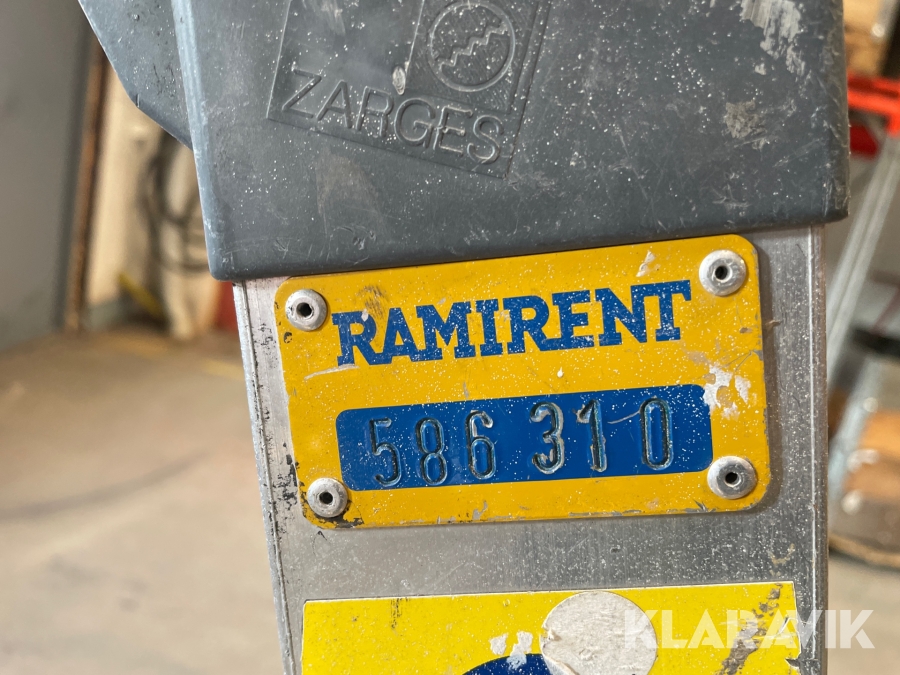 ZARGES
RAMIRENT
586 310
KLARAVIK